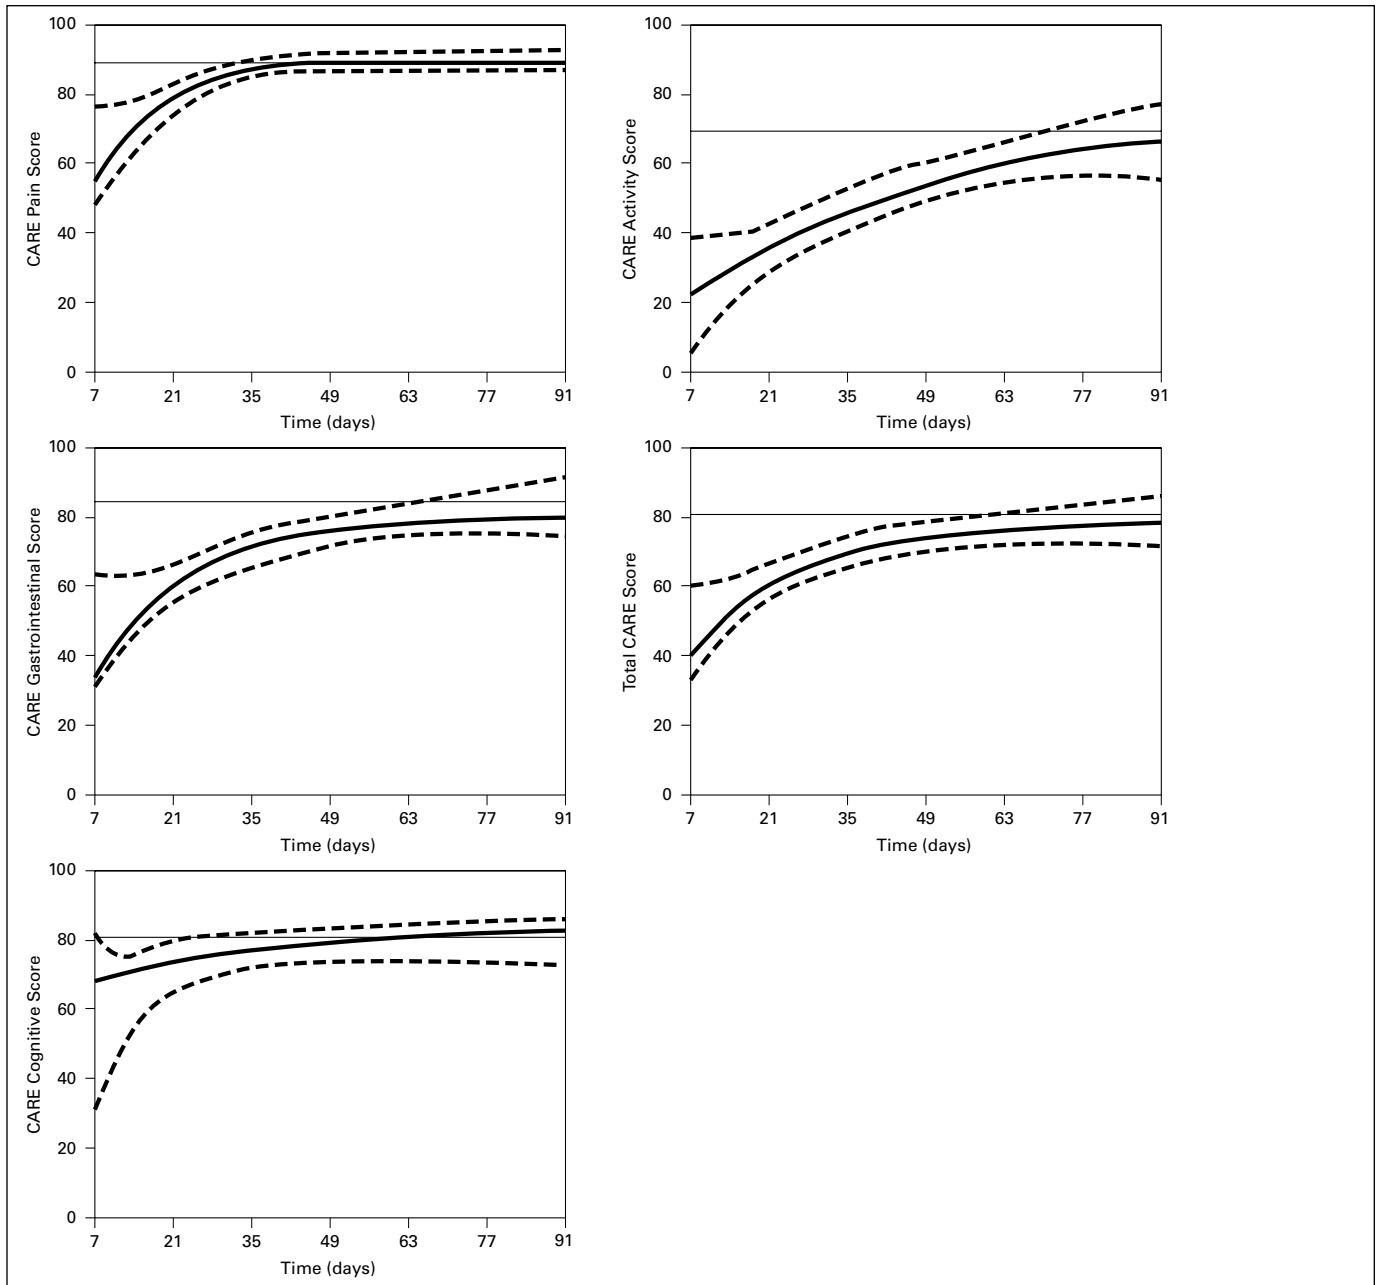 100
80
60
40
20
0
CARE Pain Score
7 21 35 49 63 77 91
Time (days)
100
80
60
40
20
0
CARE Activity Score
7 21 35 49 63 77 91
Time (days)
100
80
60
40
20
0
CARE Gastrointestinal Score
7 21 35 49 63 77 91
Time (days)
100
80
60
40
20
0
Total CARE Score
7 21 35 49 63 77 91
Time (days)
100
80
60
40
20
0
CARE Cognitive Score
7 21 35 49 63 77 91
Time (days)